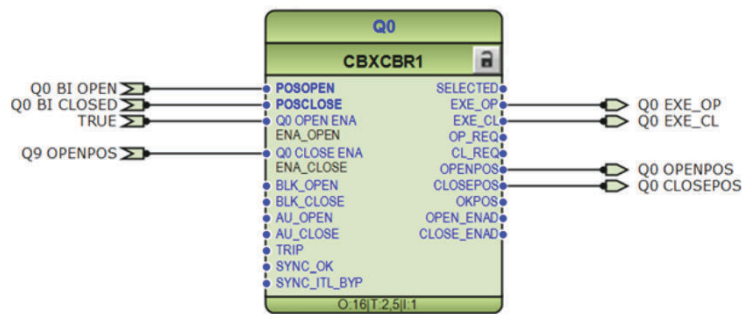 Q0
CBXCBR1
Q0 BI OPEN POSOPEN SELECTED
Q0 BI CLOSED POSCLOSE EXE_OP Q0 EXE_OP
TRUE Q0 OPEN ENA EXE_CL Q0 EXE_CL
ENA_OPEN OP_REQ
Q9 OPENPOS Q0 CLOSE ENA CL_REQ
ENA_CLOSE OPENPOS Q0 OPENPOS
BLK_OPEN CLOSEPOS Q0 CLOSEPOS
BLK_CLOSE OKPOS
AU_OPEN OPEN_ENAD
AU_CLOSE CLOSE_ENAD
TRIP
SYNC_OK
SYNC_ITL_BYP
O:16|T:2,5|I:1